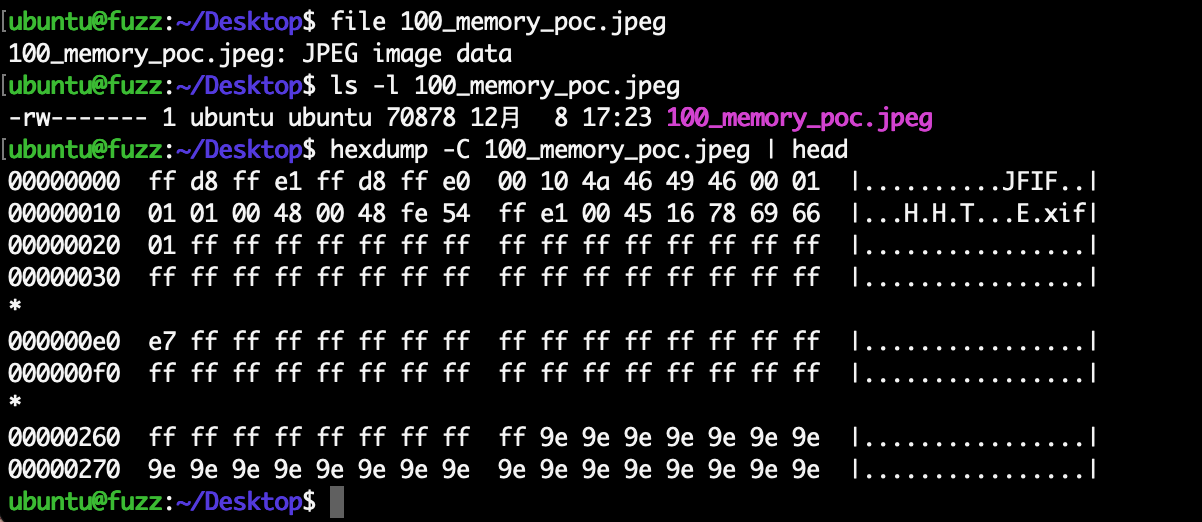 [ubuntu@fuzz:~/Desktop$ file 100_memory_poc.jpeg
100_memory_poc.jpeg: JPEG image data
[ubuntu@fuzz:~/Desktop$ ls -l 100_memory_poc.jpeg
-rw------- 1 ubuntu ubuntu 70878 12月  8 17:23 100_memory_poc.jpeg
[ubuntu@fuzz:~/Desktop$ hexdump -C 100_memory_poc.jpeg | head
00000000  ff d8 ff e1 ff d8 ff e0  00 10 4a 46 49 46 00 01  |..........JFIF..|
00000010  01 01 00 48 00 48 fe 54  ff e1 00 45 16 78 69 66  |...H.H.T...E.xif|
00000020  01 ff ff ff ff ff ff ff  ff ff ff ff ff ff ff ff  |................|
00000030  ff ff ff ff ff ff ff ff  ff ff ff ff ff ff ff ff  |................|
*
000000e0  e7 ff ff ff ff ff ff ff  ff ff ff ff ff ff ff ff  |................|
000000f0  ff ff ff ff ff ff ff ff  ff ff ff ff ff ff ff ff  |................|
*
00000260  ff ff ff ff ff ff ff ff  ff 9e 9e 9e 9e 9e 9e 9e  |................|
00000270  9e 9e 9e 9e 9e 9e 9e 9e  9e 9e 9e 9e 9e 9e 9e 9e  |................|
ubuntu@fuzz:~/Desktop$